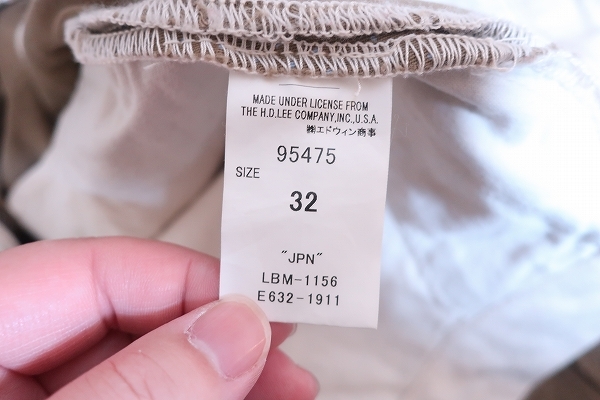 MADE UNDER LICENSE FROM
THE H.D.LEE COMPANY,INC.,U.S.A.
㈱エドウィン商事
95475
SIZE
32
"JPN"
LBM-1156
E632-1911